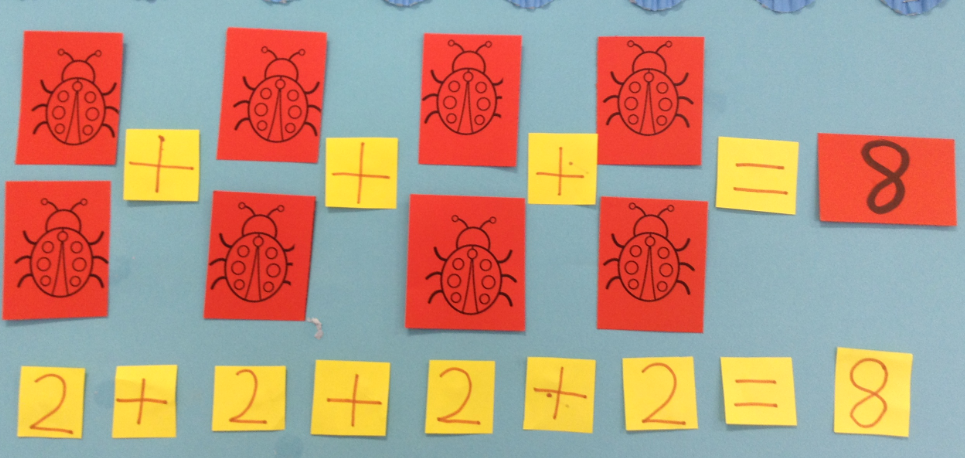 + + + = 8
2 + 2 + 2 + 2 = 8